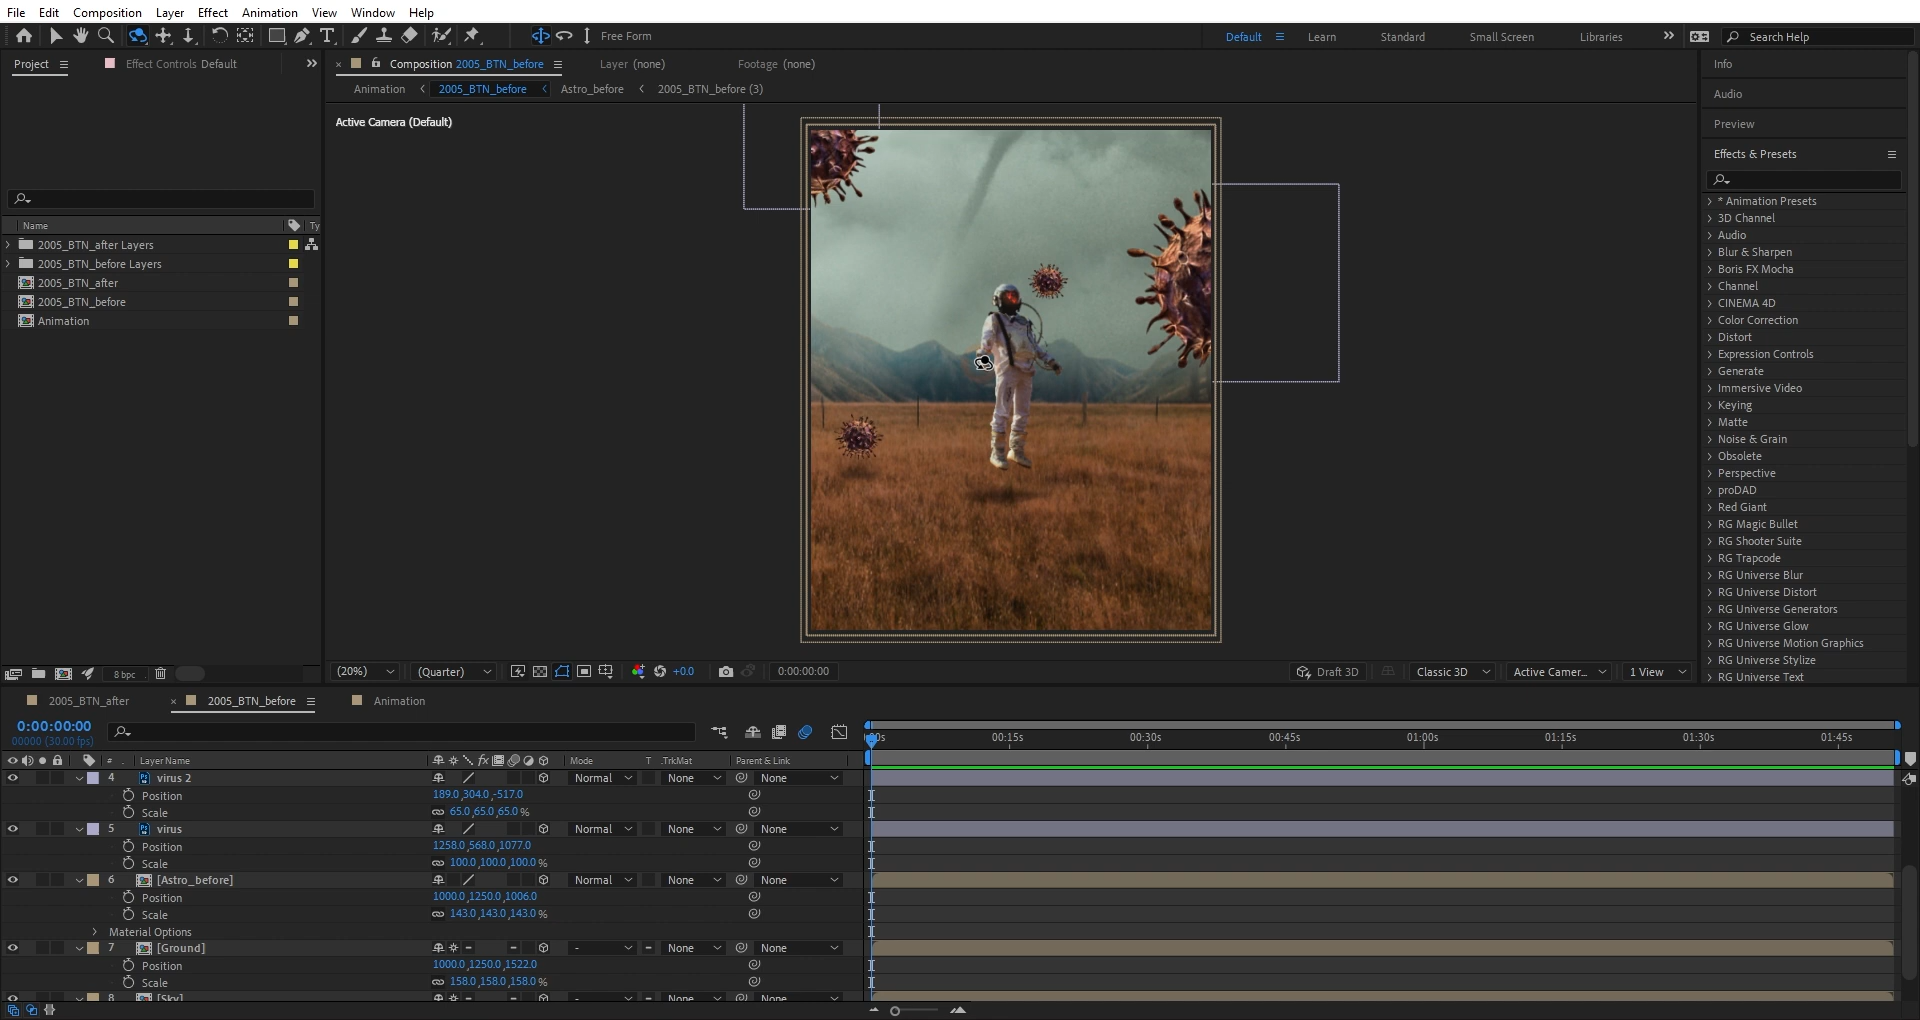 File Edit Composition Layer Effect Animation View Window Help
Free Form
Default Learn Standard Small Screen Libraries Search Help
Project Effect Controls Default
Composition 2005_BTN_before Layer (none) Footage (none)
Animation 2005_BTN_before Astro_before 2005_BTN_before (3)
Active Camera (Default)
Name Ty
2005_BTN_after Layers
2005_BTN_before Layers
2005_BTN_after
2005_BTN_before
Animation
8 bpc
(20%) (Quarter) +0.0 0:00:00:00 Draft 3D Classic 3D Active Camer... 1 View
Info
Audio
Preview
Effects & Presets
* Animation Presets
3D Channel
Audio
Blur & Sharpen
Boris FX Mocha
Channel
CINEMA 4D
Color Correction
Distort
Expression Controls
Generate
Immersive Video
Keying
Matte
Noise & Grain
Obsolete
Perspective
proDAD
Red Giant
RG Magic Bullet
RG Shooter Suite
RG Trapcode
RG Universe Blur
RG Universe Distort
RG Universe Generators
RG Universe Glow
RG Universe Motion Graphics
RG Universe Stylize
RG Universe Text
2005_BTN_after 2005_BTN_before Animation
0:00:00:00
00000 (30.00 fps)
00s 00:15s 00:30s 00:45s 01:00s 01:15s 01:30s 01:45s
# Layer Name fx Mode T .TrkMat Parent & Link
4 virus 2 Normal None None
Position 189.0,304.0,-517.0
Scale 65.0,65.0,65.0%
5 virus Normal None None
Position 1258.0,568.0,1077.0
Scale 100.0,100.0,100.0%
6 [Astro_before] Normal None None
Position 1000.0,1250.0,1006.0
Scale 143.0,143.0,143.0%
Material Options
7 [Ground] - None None
Position 1000.0,1250.0,1522.0
Scale 158.0,158.0,158.0%
8 [Sky] - None None